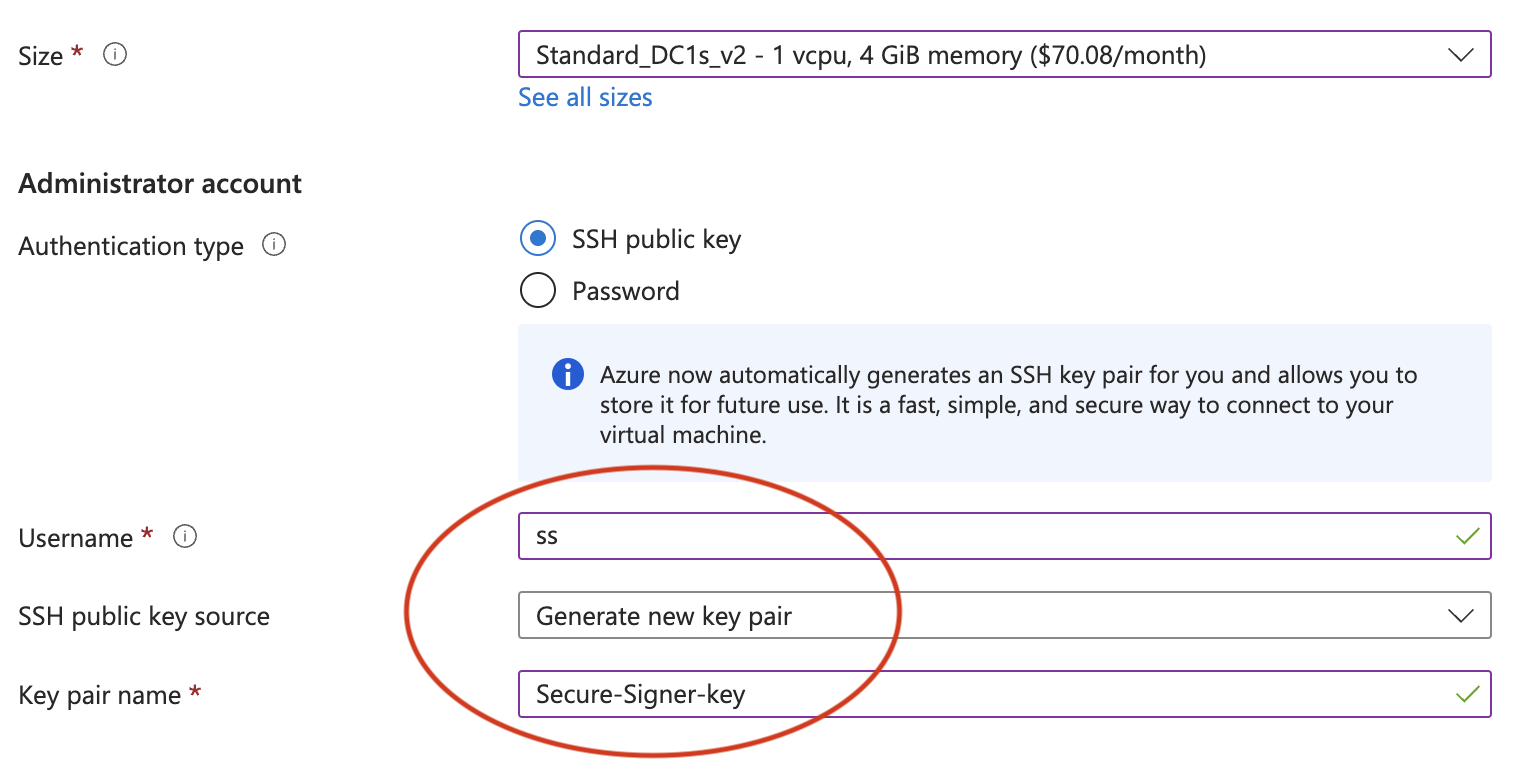 Size *
Standard_DC1s_v2 - 1 vcpu, 4 GiB memory ($70.08/month)
See all sizes
Administrator account
Authentication type
SSH public key
Password
Azure now automatically generates an SSH key pair for you and allows you to
store it for future use. It is a fast, simple, and secure way to connect to your
virtual machine.
Username *
ss
SSH public key source
Generate new key pair
Key pair name *
Secure-Signer-key